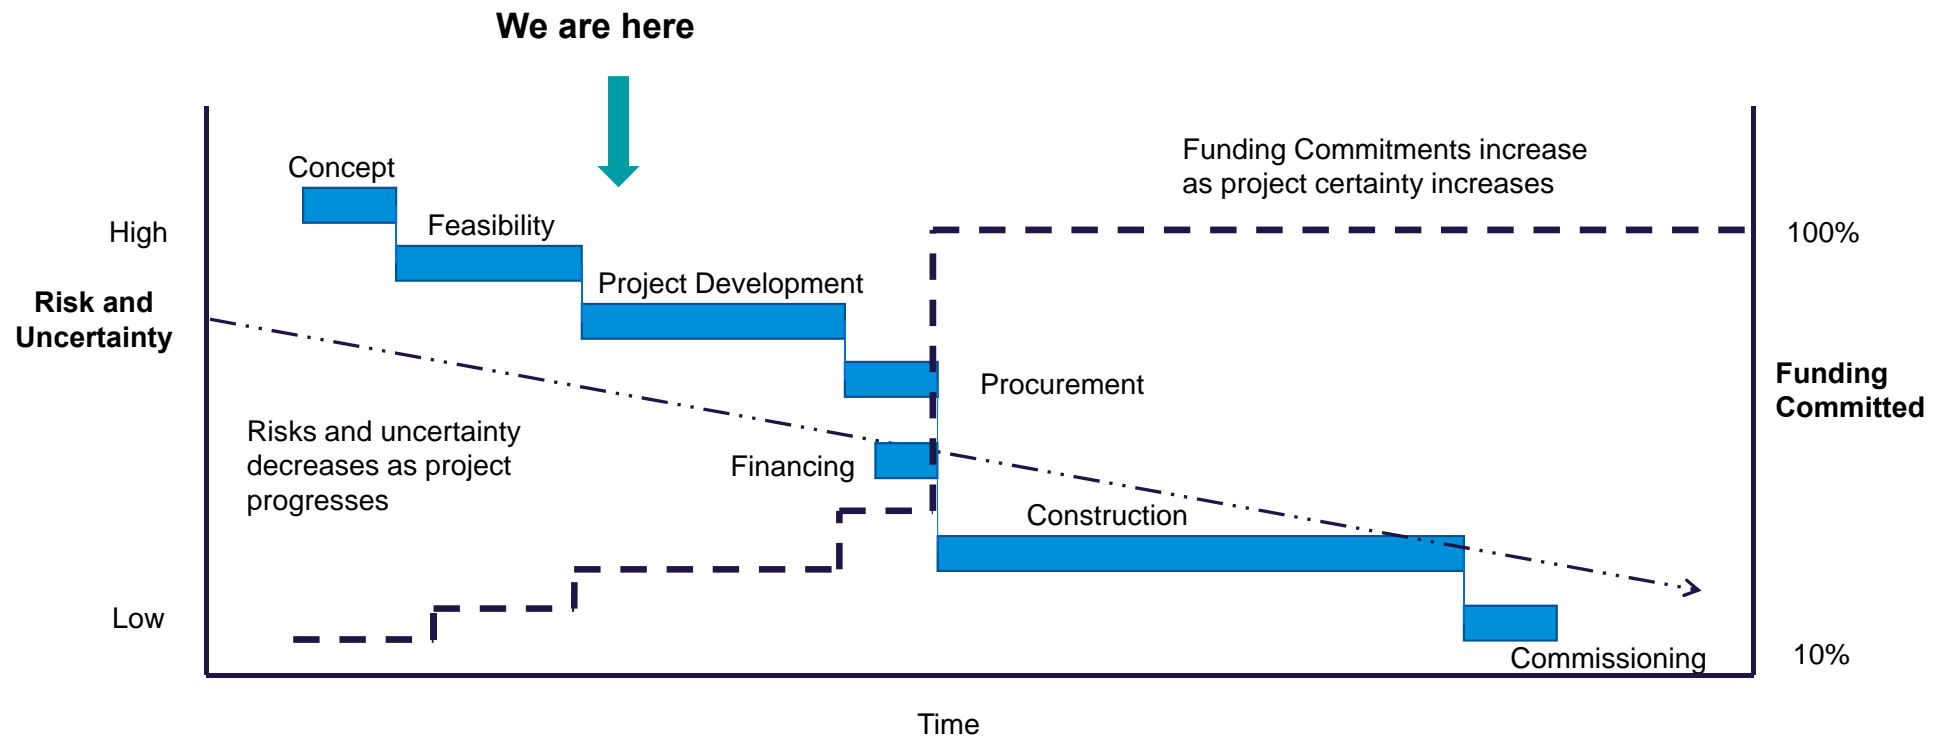 We are here
Concept
Funding Commitments increase
as project certainty increases
High
Feasibility
100%
Project Development
Risk and
Uncertainty
Procurement
Funding
Committed
Risks and uncertainty
decreases as project
progresses
Financing
Construction
Low
Commissioning
10%
Time